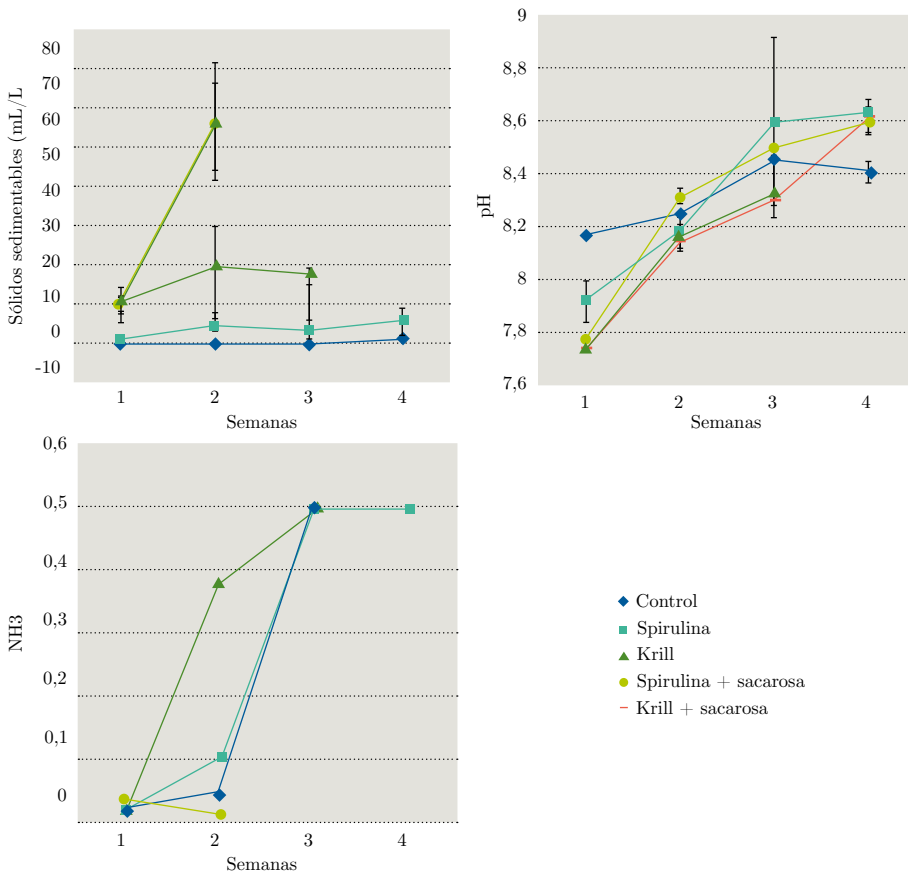 Sólidos sedimentables (mL/L
80
70
60
50
40
30
20
10
0
-10
1 2 3 4
Semanas
pH
9
8,8
8,6
8,4
8,2
8
7,8
7,6
1 2 3 4
Semanas
NH3
0,6
0,5
0,4
0,3
0,2
0,1
0
1 2 3 4
Semanas
Control
Spirulina
Krill
Spirulina + sacarosa
Krill + sacarosa